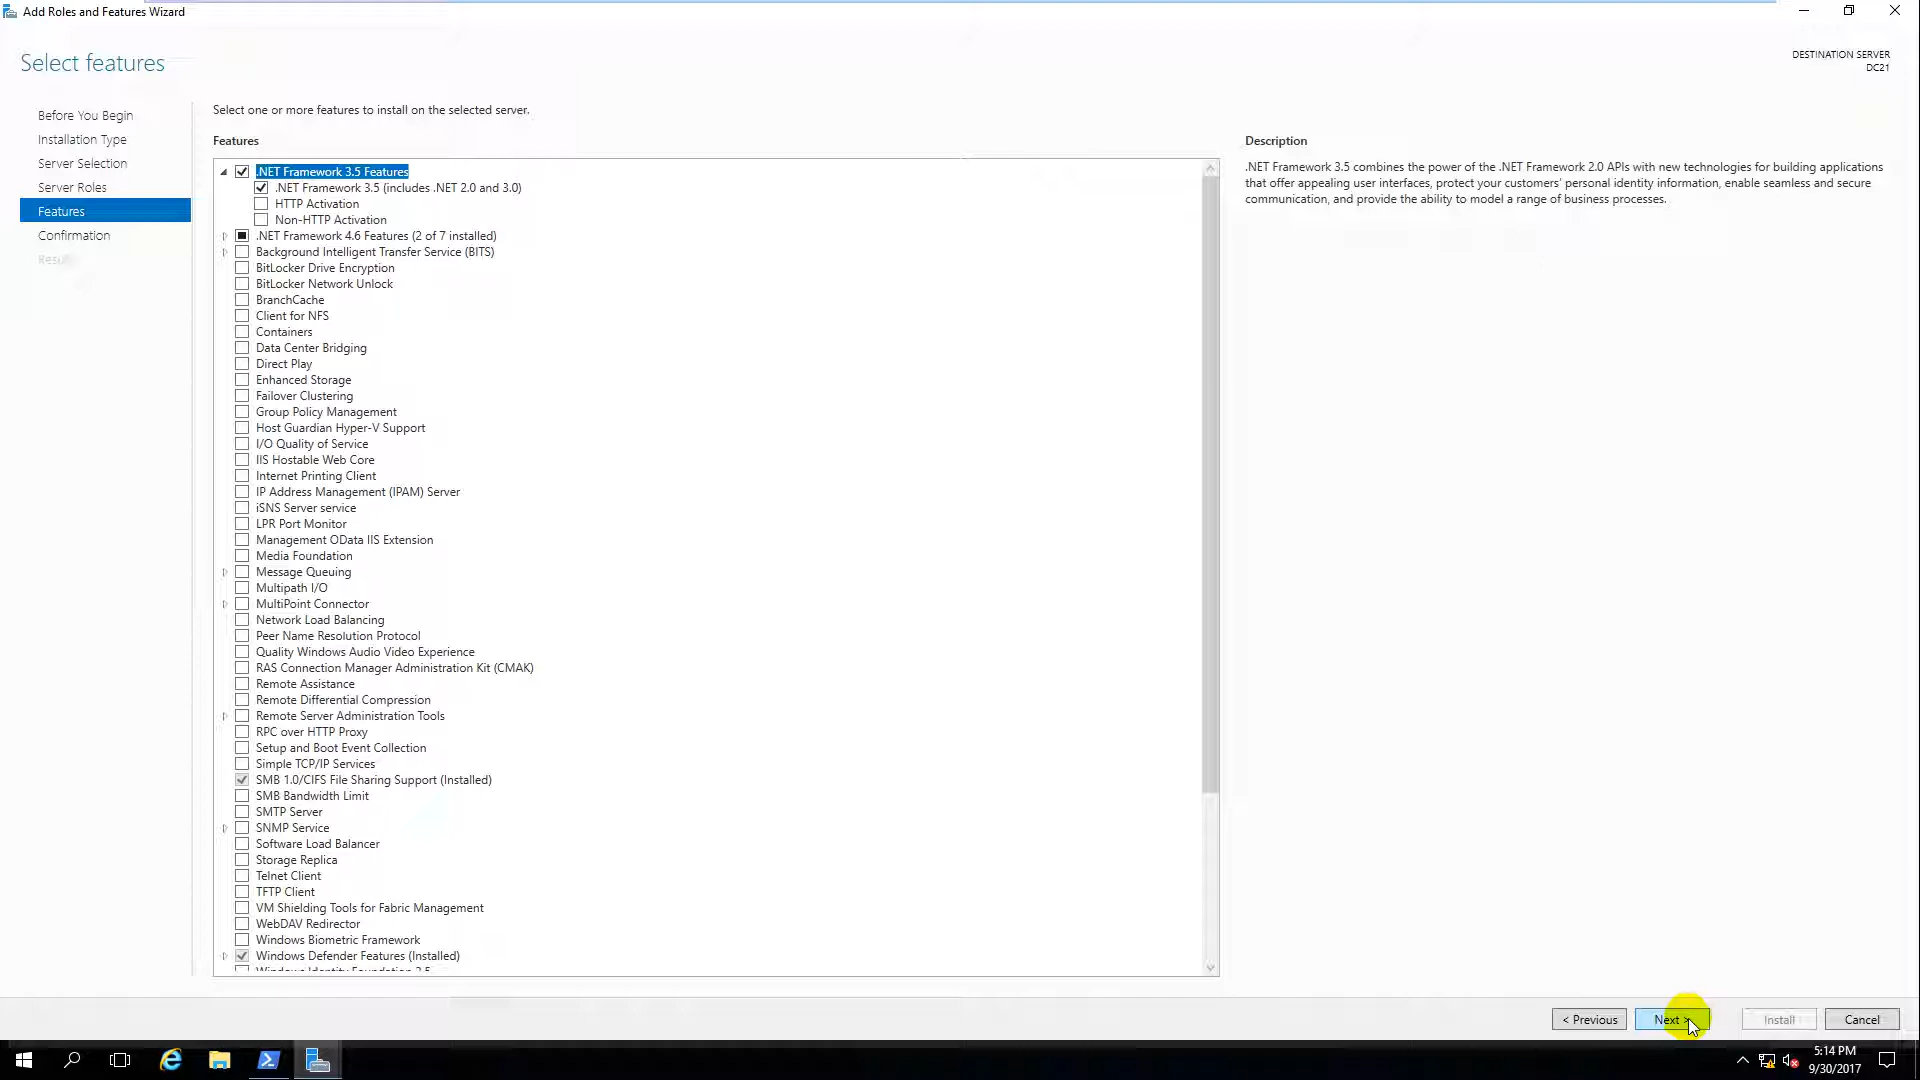 Add Roles and Features Wizard
Select features
DESTINATION SERVER
DC21
Before You Begin
Installation Type
Server Selection
Server Roles
Features
Confirmation
Results
Select one or more features to install on the selected server.
Features
.NET Framework 3.5 Features
.NET Framework 3.5 (includes .NET 2.0 and 3.0)
HTTP Activation
Non-HTTP Activation
.NET Framework 4.6 Features (2 of 7 installed)
Background Intelligent Transfer Service (BITS)
BitLocker Drive Encryption
BitLocker Network Unlock
BranchCache
Client for NFS
Containers
Data Center Bridging
Direct Play
Enhanced Storage
Failover Clustering
Group Policy Management
Host Guardian Hyper-V Support
I/O Quality of Service
IIS Hostable Web Core
Internet Printing Client
IP Address Management (IPAM) Server
iSNS Server service
LPR Port Monitor
Management OData IIS Extension
Media Foundation
Message Queuing
Multipath I/O
MultiPoint Connector
Network Load Balancing
Peer Name Resolution Protocol
Quality Windows Audio Video Experience
RAS Connection Manager Administration Kit (CMAK)
Remote Assistance
Remote Differential Compression
Remote Server Administration Tools
RPC over HTTP Proxy
Setup and Boot Event Collection
Simple TCP/IP Services
SMB 1.0/CIFS File Sharing Support (Installed)
SMB Bandwidth Limit
SMTP Server
SNMP Service
Software Load Balancer
Storage Replica
Telnet Client
TFTP Client
VM Shielding Tools for Fabric Management
WebDAV Redirector
Windows Biometric Framework
Windows Defender Features (Installed)
Windows Identity Foundation 3.5
Description
.NET Framework 3.5 combines the power of the .NET Framework 2.0 APIs with new technologies for building applications
that offer appealing user interfaces, protect your customers' personal identity information, enable seamless and secure
communication, and provide the ability to model a range of business processes.
< Previous
Next >
Install
Cancel
5:14 PM
9/30/2017